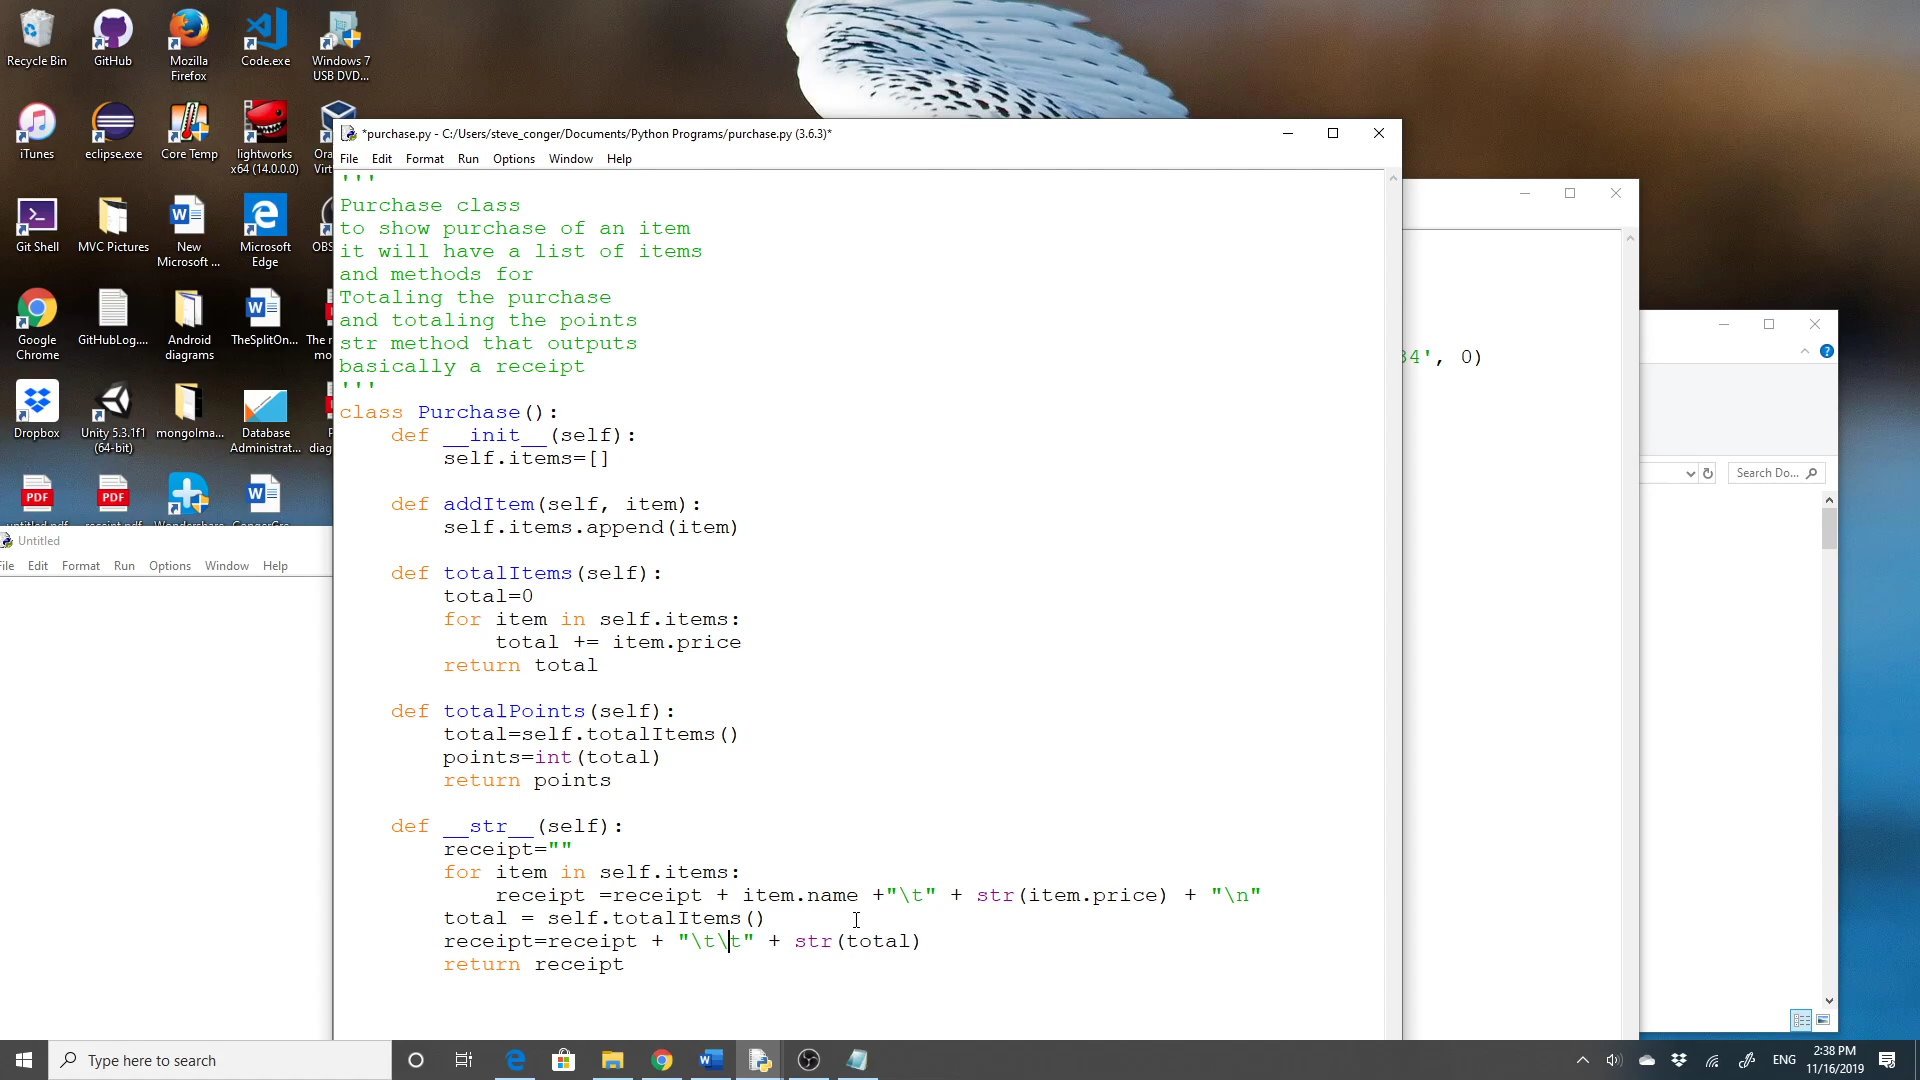 Recycle Bin
GitHub
Mozilla
Firefox
Code.exe
Windows 7
USB DVD...
iTunes
eclipse.exe
Core Temp
lightworks
x64 (14.0.0.0)
Git Shell
MVC Pictures
New
Microsoft ...
Microsoft
Edge
Google
Chrome
GitHubLog....
Android
diagrams
TheSplitOn...
Dropbox
Unity 5.3.1f1
(64-bit)
mongolma...
Database
Administrat...
PDF
PDF
*purchase.py - C:/Users/steve_conger/Documents/Python Programs/purchase.py (3.6.3)*
File Edit Format Run Options Window Help
'''
Purchase class
to show purchase of an item
it will have a list of items
and methods for
Totaling the purchase
and totaling the points
str method that outputs
basically a receipt
'''
class Purchase():
def __init__(self):
self.items=[]
def addItem(self, item):
self.items.append(item)
def totalItems(self):
total=0
for item in self.items:
total += item.price
return total
def totalPoints(self):
total=self.totalItems()
points=int(total)
return points
def __str__(self):
receipt=""
for item in self.items:
receipt =receipt + item.name +"\t" + str(item.price) + "\n"
total = self.totalItems()
receipt=receipt + "\t\t" + str(total)
return receipt
34', 0)
Search Do...
Untitled
File Edit Format Run Options Window Help
Type here to search
ENG
2:38 PM
11/16/2019